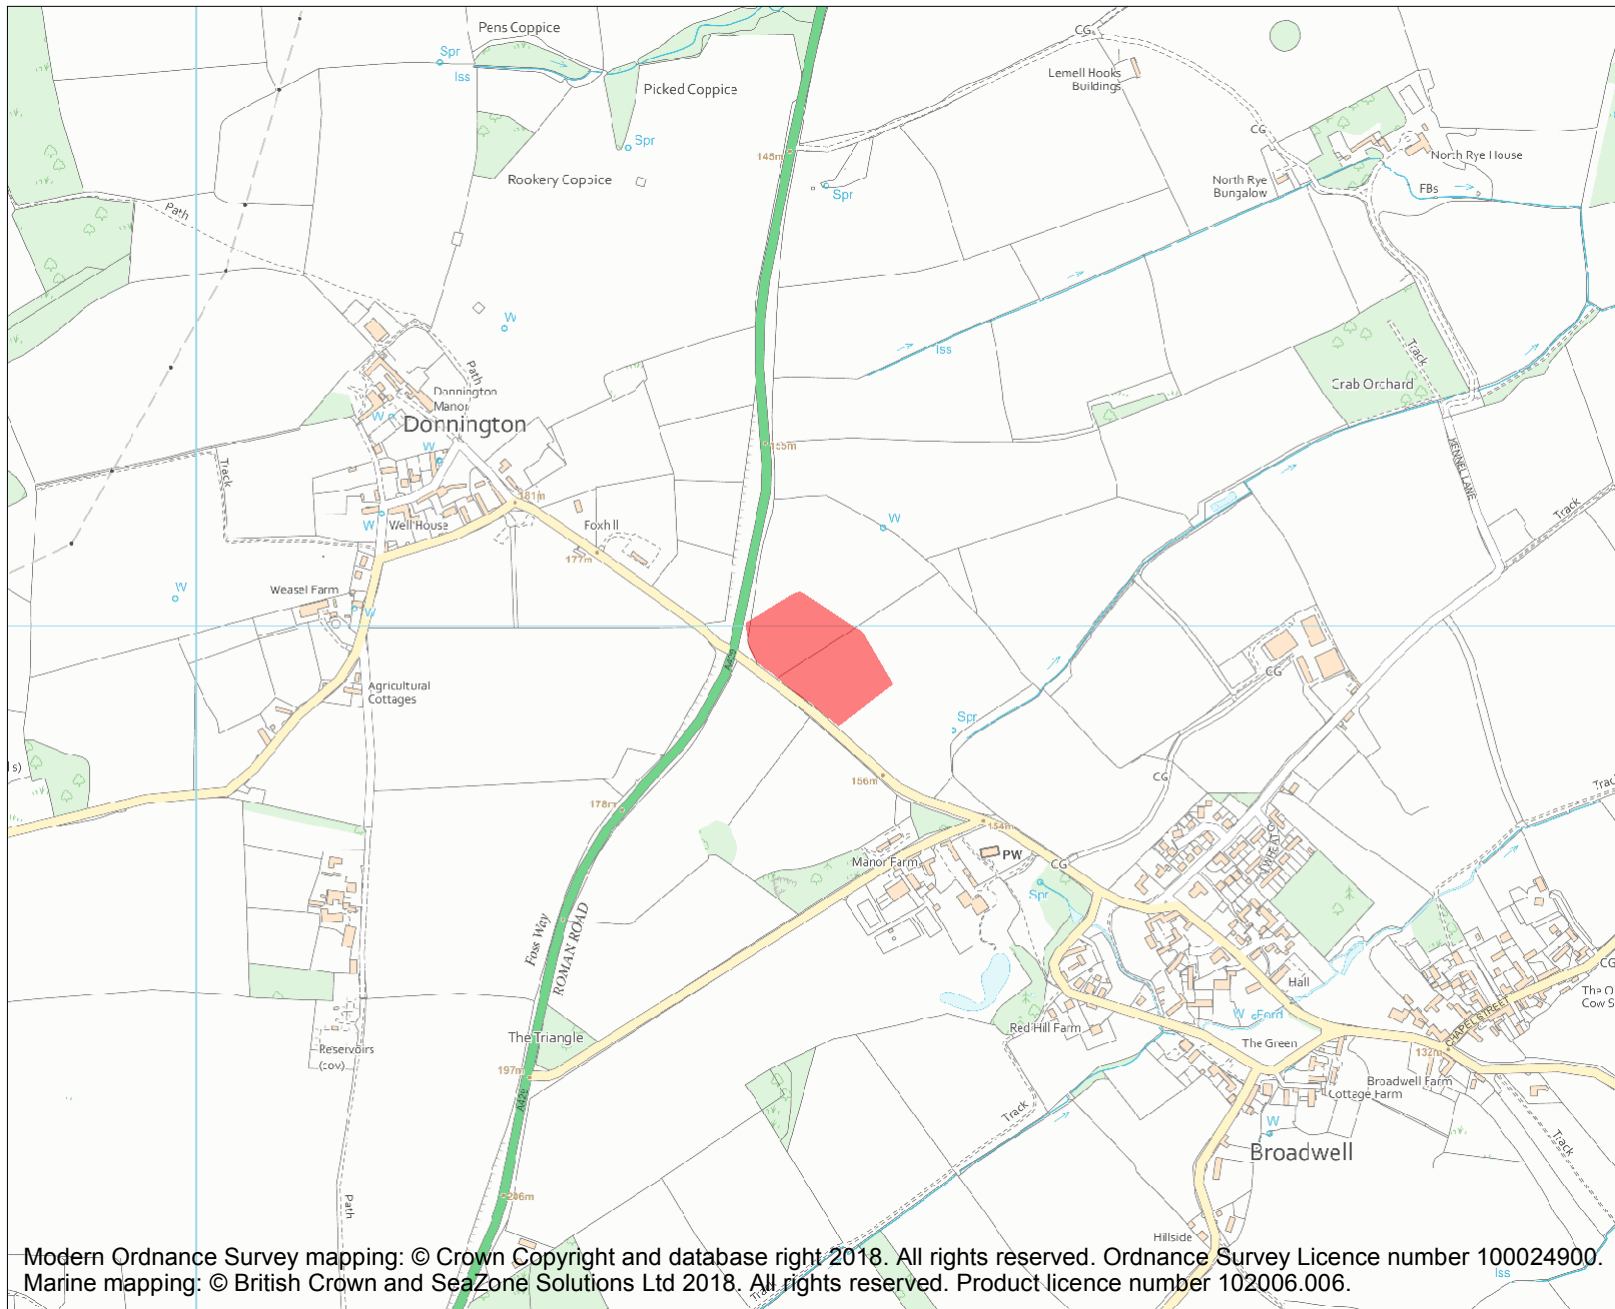 Pens Coppice
CG
Spr
Iss
Lemell Hooks
Buildings
Picked Coppice
CG
Spr
145m
North Rye House
Rookery Coppice
North Rye
Bungalow
Spr
FBs
Path
W
Iss
Track
Path
Crab Orchard
Donnington
Manor
W
Donnington
W
155m
KENNEL LANE
Track
181m
Track
W
Well House
Foxhill
W
177m
Weasel Farm
W
W
A429
CG
Agricultural
Cottages
Spr
CG
156m
178m
154m
Manor Farm
PW
CG
Spr
Foss Way
ROMAN ROAD
Hall
CG
Red Hill Farm
W
Ford
The Triangle
The Green
CHAPEL STREET
Reservoirs
(cov)
132m
197m
Broadwell Farm
Cottage Farm
A429
Track
W
Track
Broadwell
206m
Path
Hillside
Modern Ordnance Survey mapping: © Crown Copyright and database right 2018. All rights reserved. Ordnance Survey Licence number 100024900.
Marine mapping: © British Crown and SeaZone Solutions Ltd 2018. All rights reserved. Product licence number 102006.006.
Iss
Track